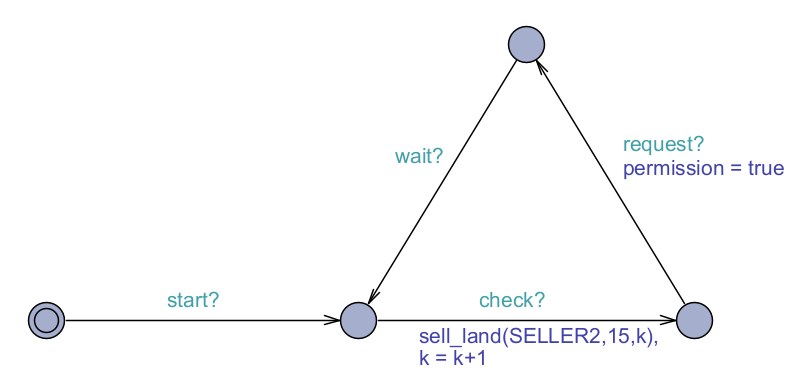 wait?
request?
permission = true
start?
check?
sell_land(SELLER2,15,k),
k = k+1